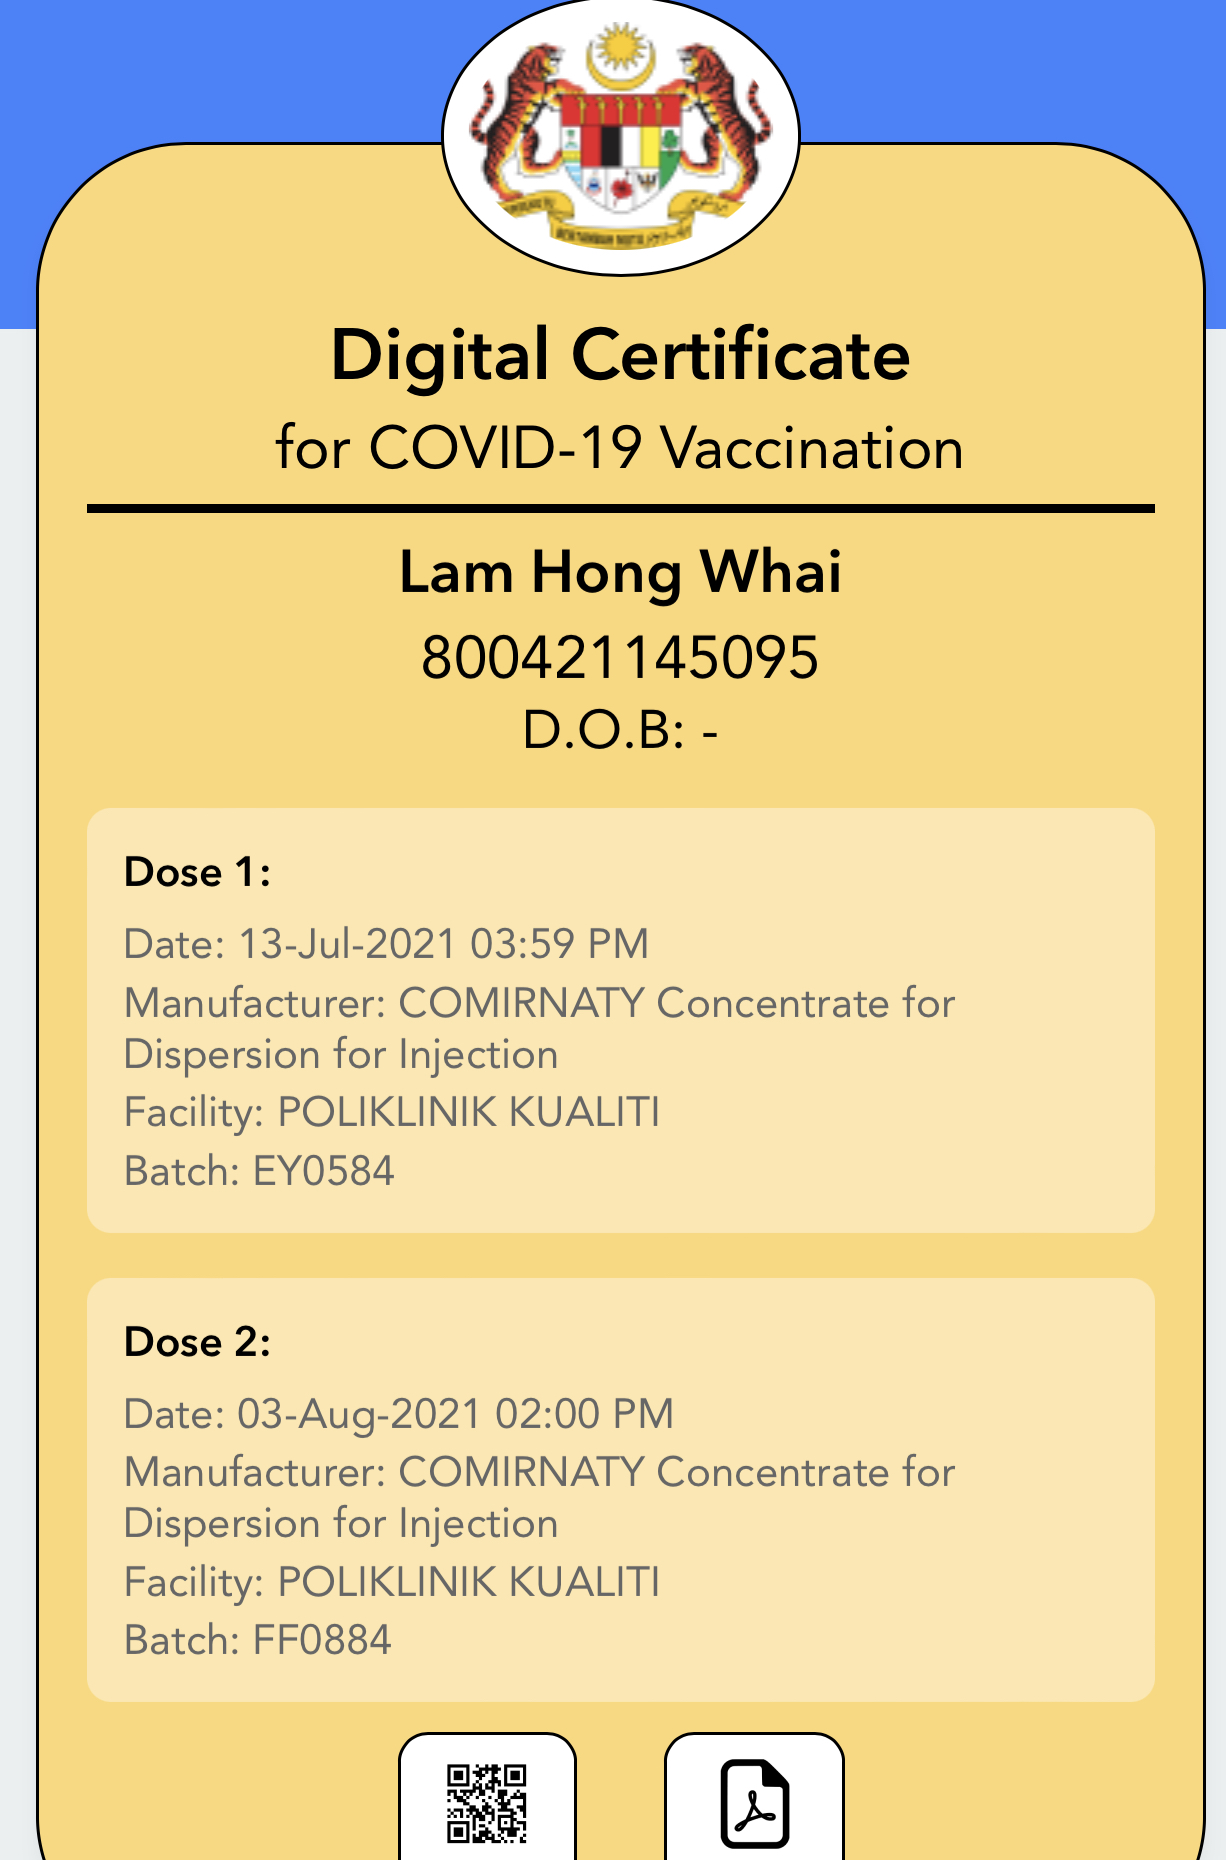 Digital Certificate
for COVID-19 Vaccination
Lam Hong Whai
800421145095
D.O.B: -
Dose 1:
Date: 13-Jul-2021 03:59 PM
Manufacturer: COMIRNATY Concentrate for
Dispersion for Injection
Facility: POLIKLINIK KUALITI
Batch: EY0584
Dose 2:
Date: 03-Aug-2021 02:00 PM
Manufacturer: COMIRNATY Concentrate for
Dispersion for Injection
Facility: POLIKLINIK KUALITI
Batch: FF0884